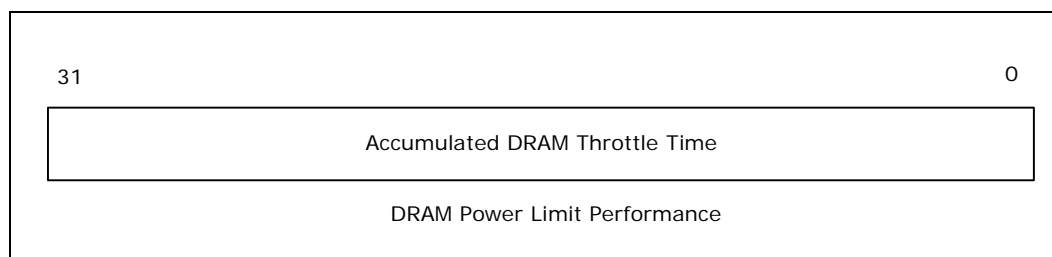 31 0
Accumulated DRAM Throttle Time
DRAM Power Limit Performance